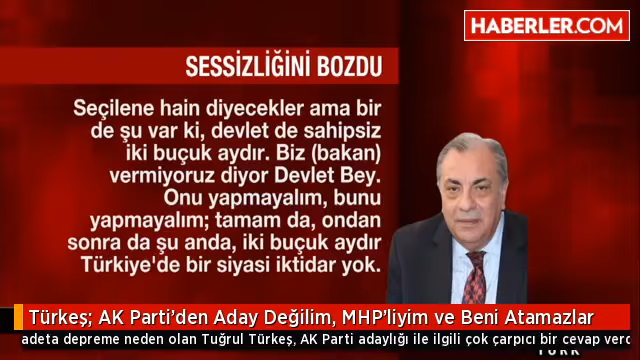 HABERLER.COM
SESSİZLİĞİNİ BOZDU
Seçilene hain diyecekler ama bir
de şu var ki, devlet de sahipsiz
iki buçuk aydır. Biz (bakan)
vermiyoruz diyor Devlet Bey.
Onu yapmayalım, bunu
yapmayalım; tamam da, ondan
sonra da şu anda, iki buçuk aydır
Türkiye'de bir siyasi iktidar yok.
Türkeş; AK Parti’den Aday Değilim, MHP’liyim ve Beni Atamazlar
adeta depreme neden olan Tuğrul Türkeş, AK Parti adaylığı ile ilgili çok çarpıcı bir cevap verd